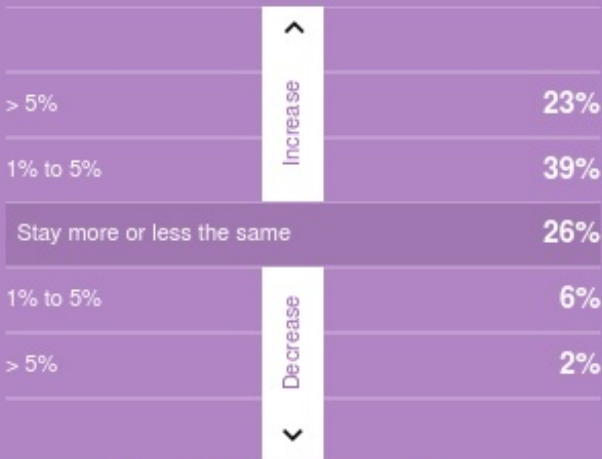 > 5% 23%
Increase
1% to 5% 39%
Stay more or less the same 26%
1% to 5% 6%
Decrease
> 5% 2%